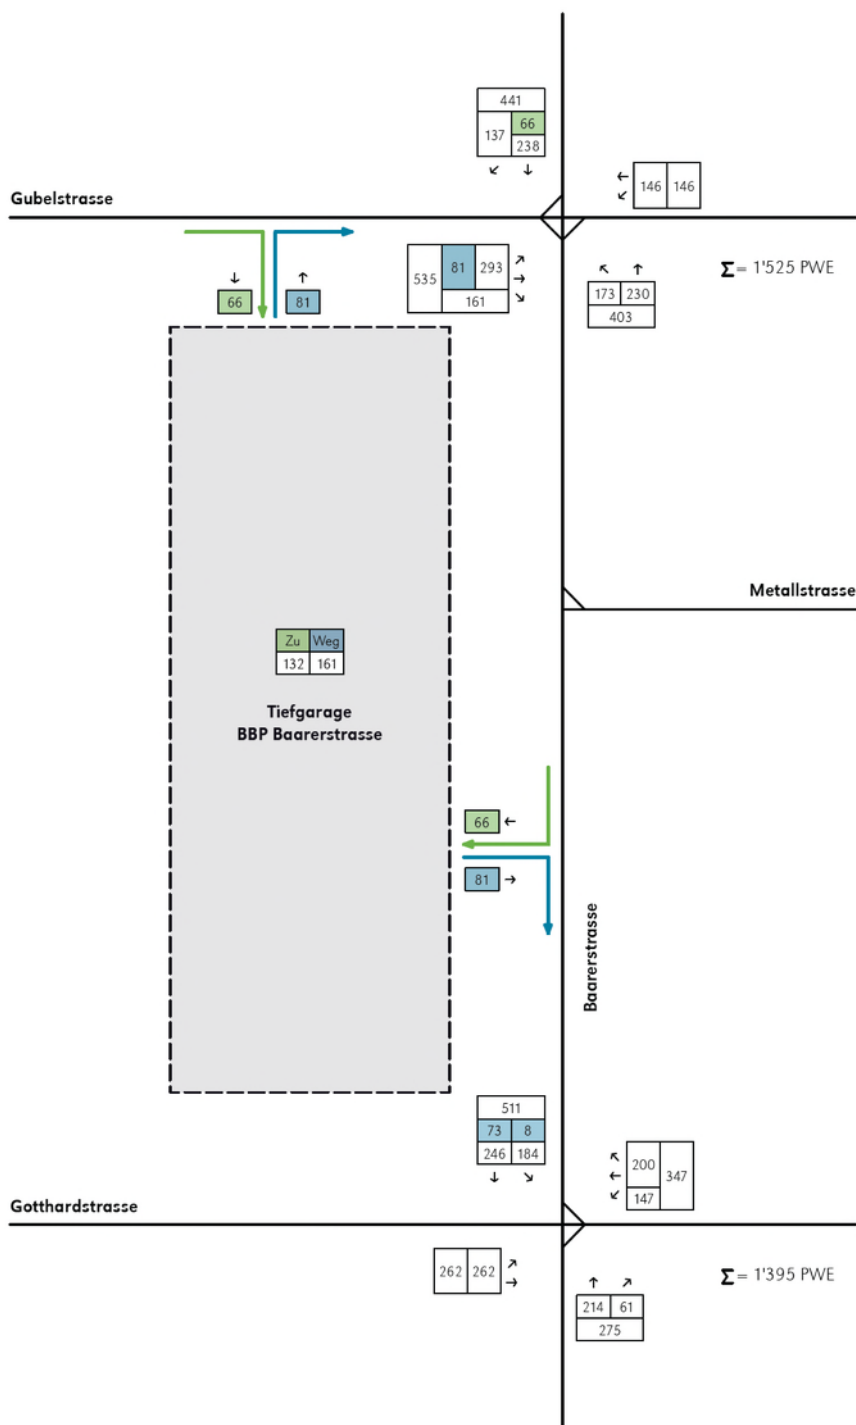 441
137 66
238
↙ ↓
← 146 146
↙
Gubelstrasse
535 81 293 ↗
→
161 ↘
↓ ↑
66 81
↖ ↑
173 230
403
Σ = 1'525 PWE
Metallstrasse
Zu Weg
132 161
Tiefgarage
BBP Baarerstrasse
66 ←
81 →
Baarerstrasse
511
73 8
246 184
↓ ↘
↖ 200 347
←
↙ 147
Gotthardstrasse
262 262 ↗
→
↑ ↗
214 61
275
Σ = 1'395 PWE